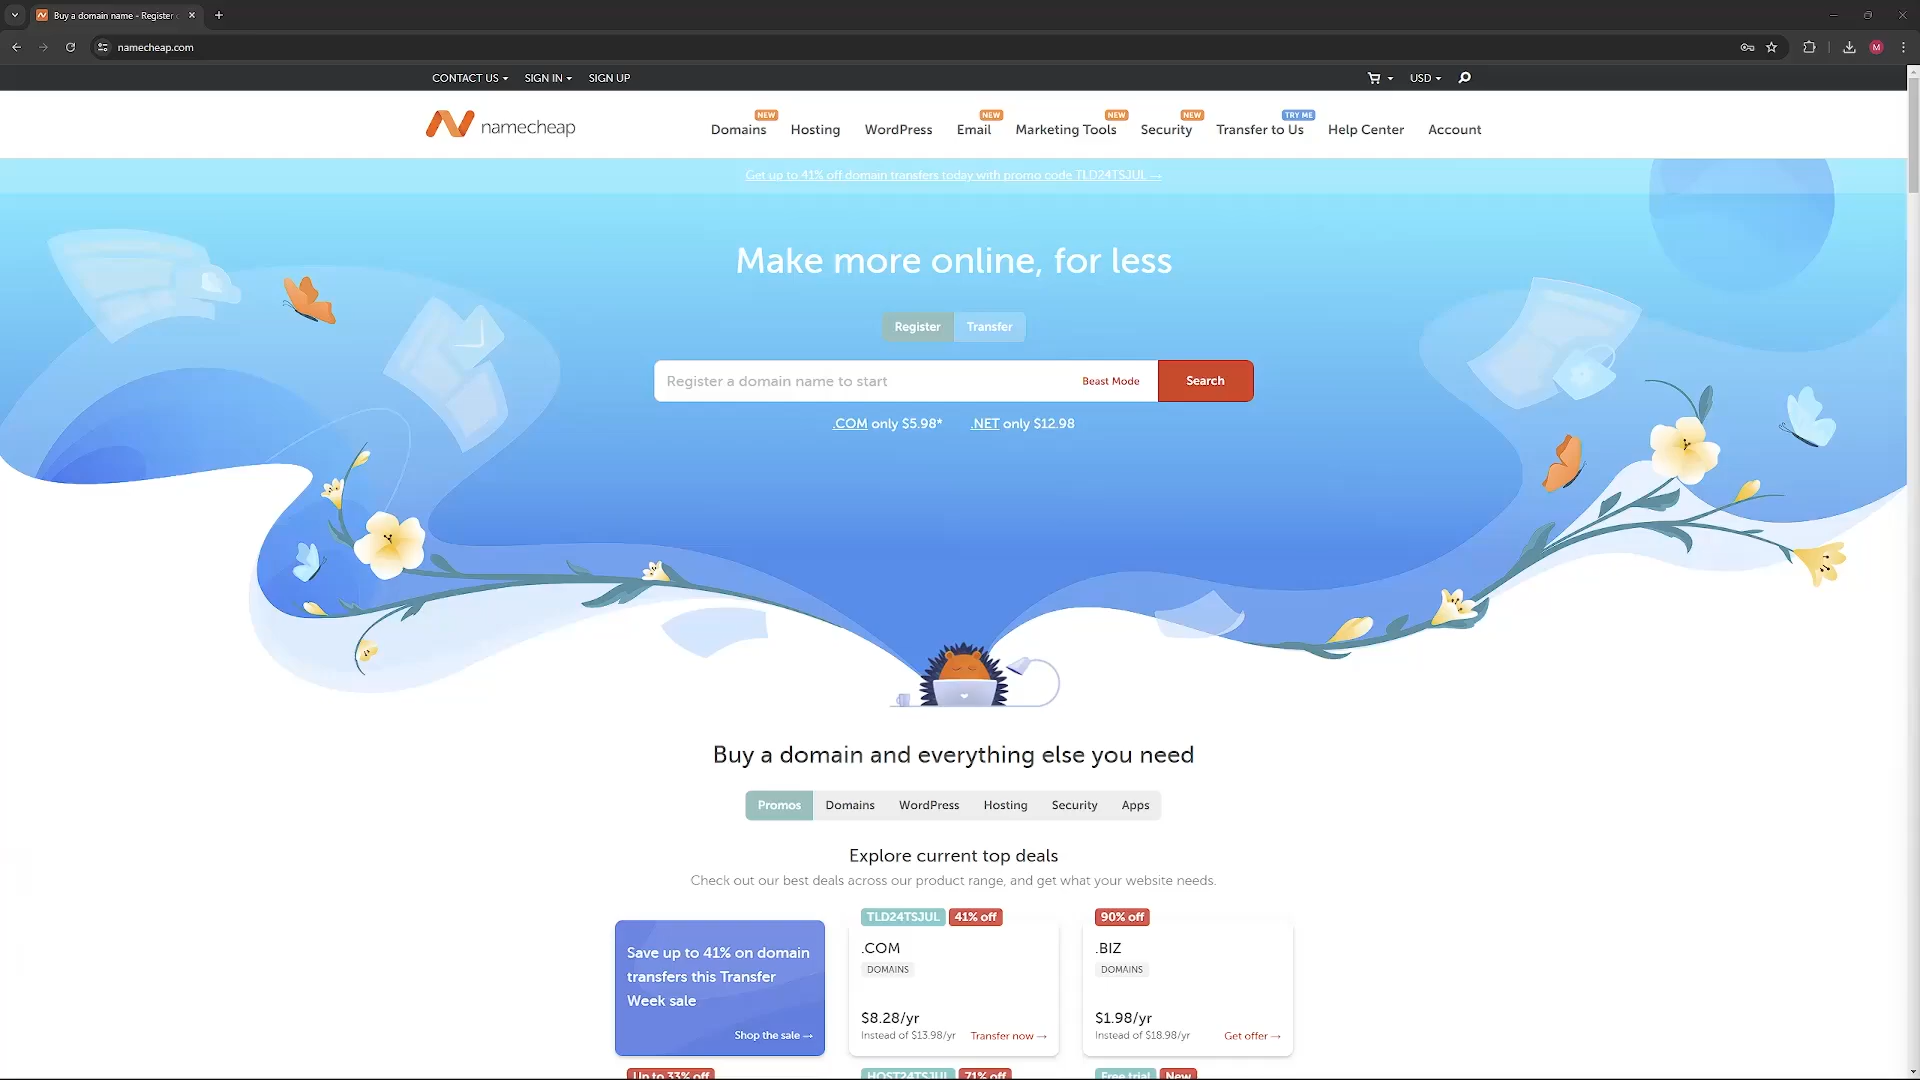 Buy a domain name - Register
namecheap.com
M
CONTACT US
SIGN IN
SIGN UP
USD
namecheap
Domains
NEW
Hosting
WordPress
Email
NEW
Marketing Tools
NEW
Security
NEW
Transfer to Us
TRY ME
Help Center
Account
Get up to 41% off domain transfers today with promo code TLD24TSJUL →
Make more online, for less
Register
Transfer
Register a domain name to start
Beast Mode
Search
.COM only $5.98*
.NET only $12.98
Buy a domain and everything else you need
Promos
Domains
WordPress
Hosting
Security
Apps
Explore current top deals
Check out our best deals across our product range, and get what your website needs.
Save up to 41% on domain
transfers this Transfer
Week sale
Shop the sale →
TLD24TSJUL
41% off
.COM
DOMAINS
$8.28/yr
Instead of $13.98/yr
Transfer now →
90% off
.BIZ
DOMAINS
$1.98/yr
Instead of $18.98/yr
Get offer →
Up to 33% off
HOST24TSJUL
71% off
Free trial
New